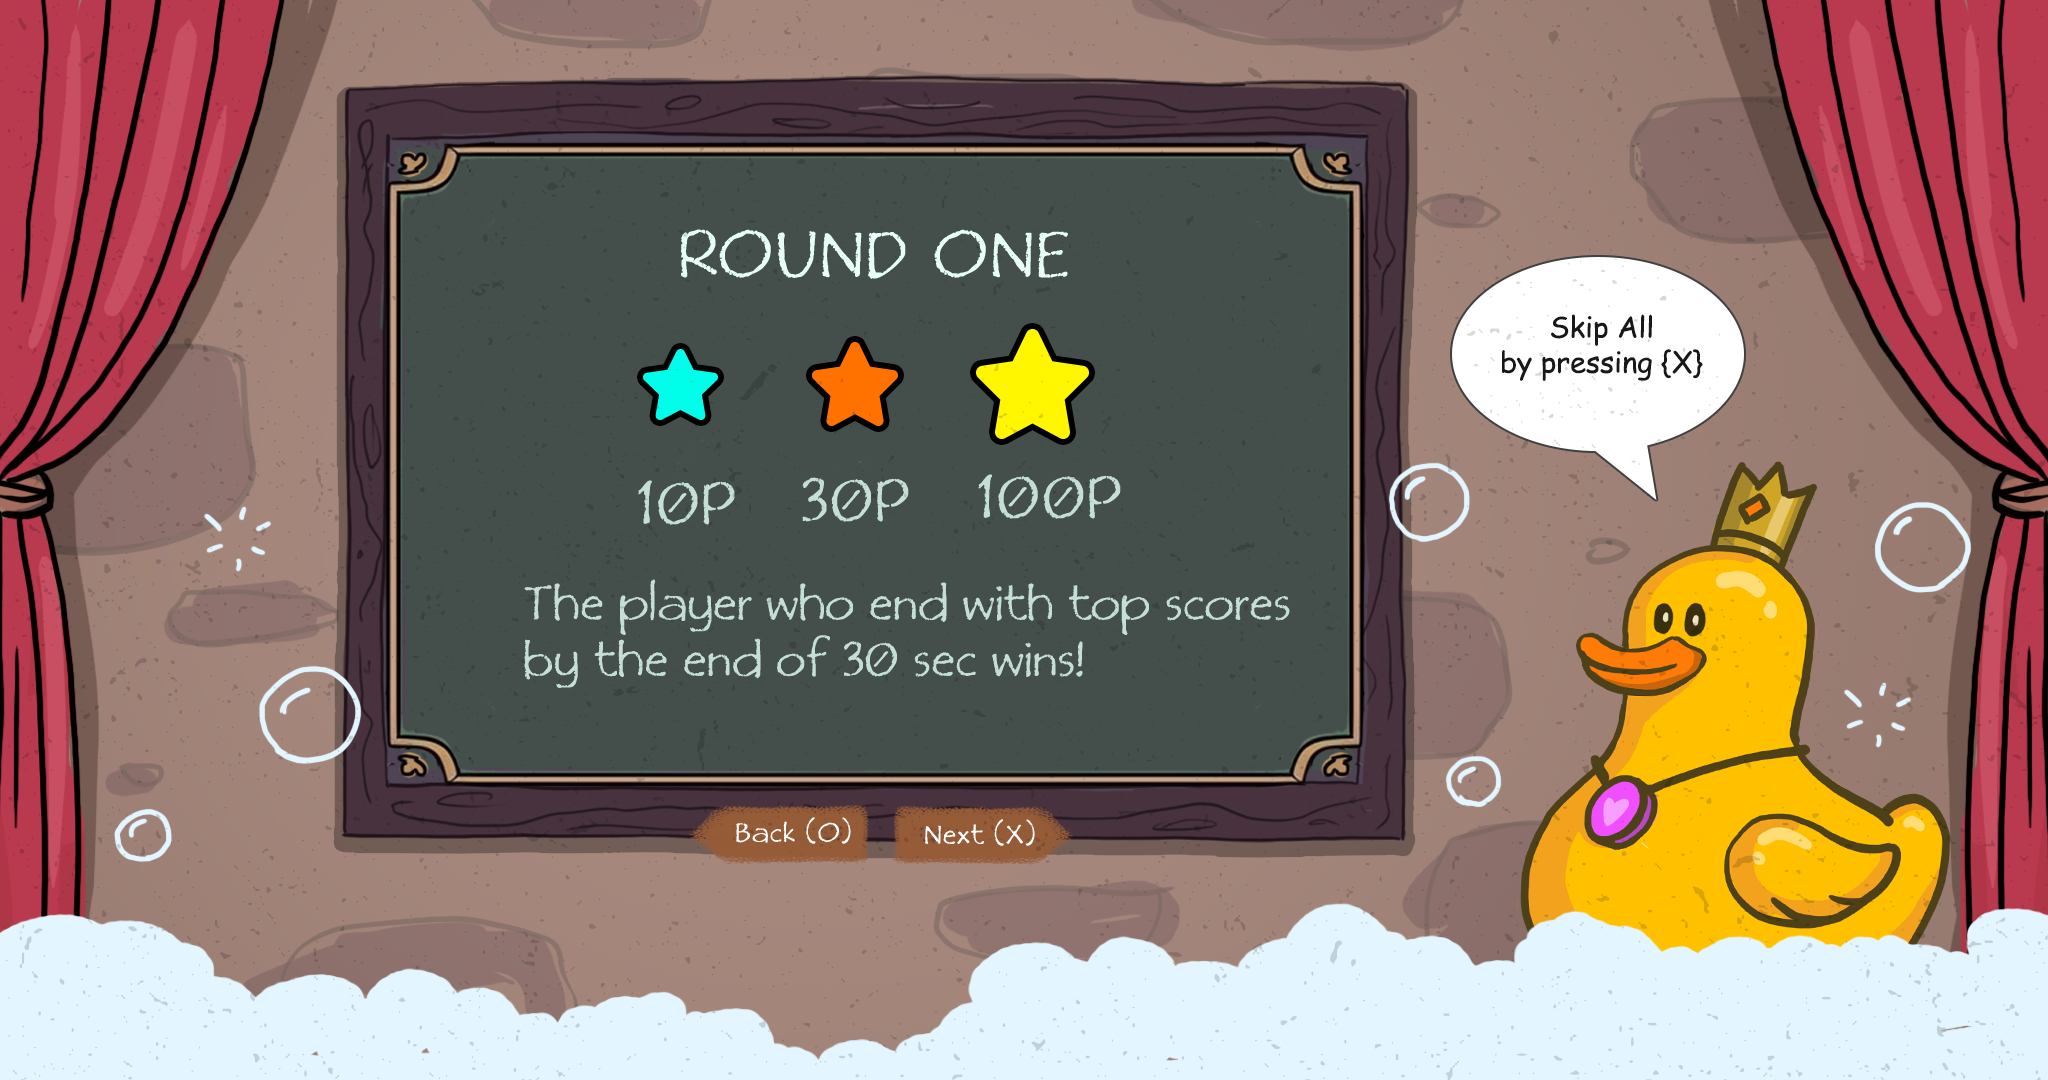 ROUND ONE
10P 30P 100P
The player who end with top scores
by the end of 30 sec wins!
Skip All
by pressing {X}
Back (O) Next (X)